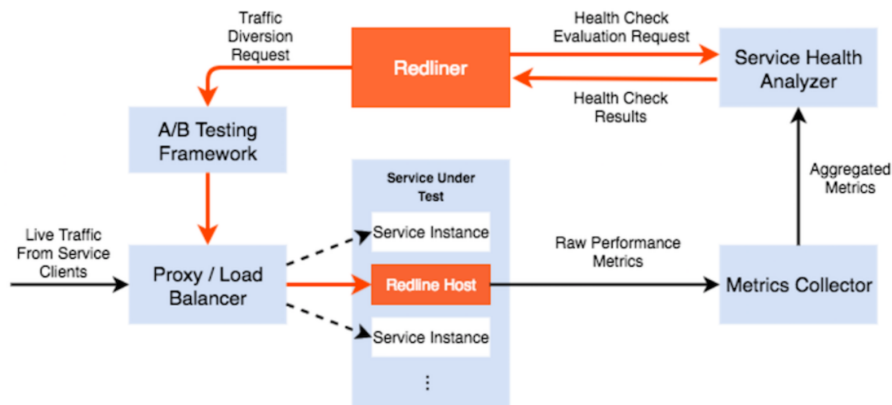 Traffic
Diversion
Request
Redliner
Health Check
Evaluation Request
Health Check
Results
Service Health
Analyzer
A/B Testing
Framework
Service Under
Test
Aggregated
Metrics
Live Traffic
From Service
Clients
Proxy / Load
Balancer
Service Instance
Redline Host
Service Instance
⋮
Raw Performance
Metrics
Metrics Collector